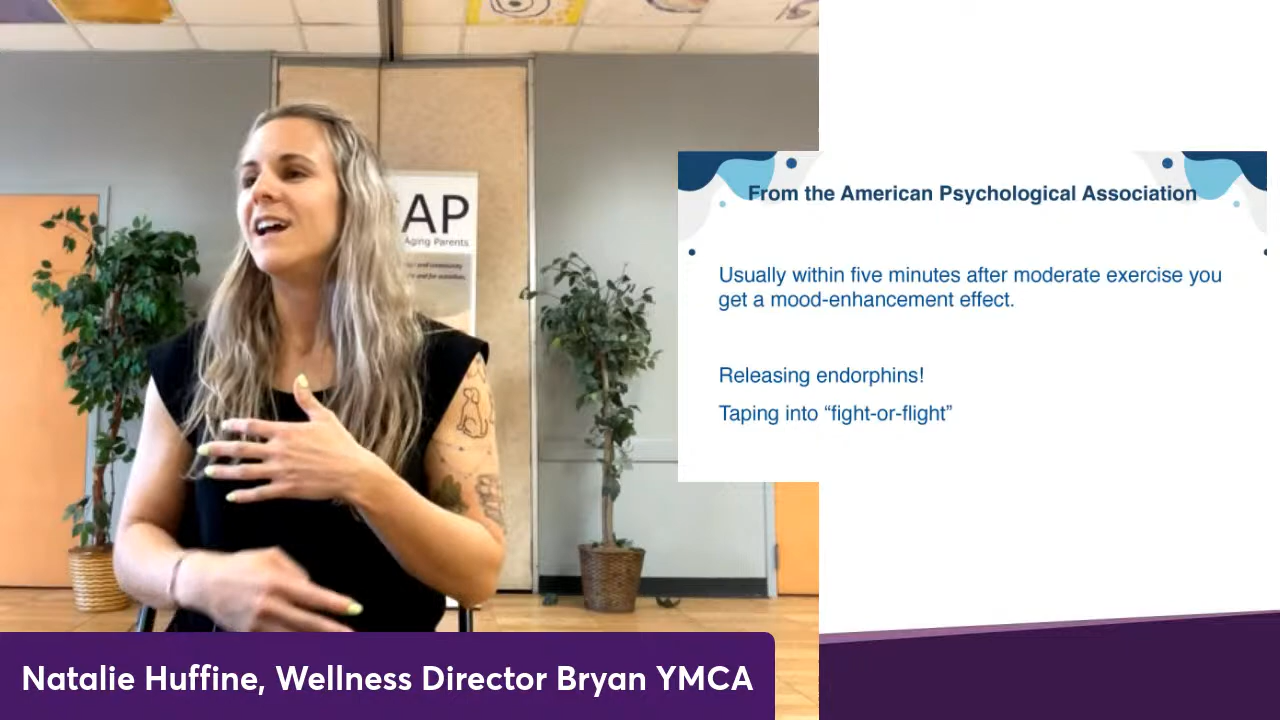 AP
Aging Parents
From the American Psychological Association
Usually within five minutes after moderate exercise you
get a mood-enhancement effect.
Releasing endorphins!
Taping into “fight-or-flight”
Natalie Huffine, Wellness Director Bryan YMCA